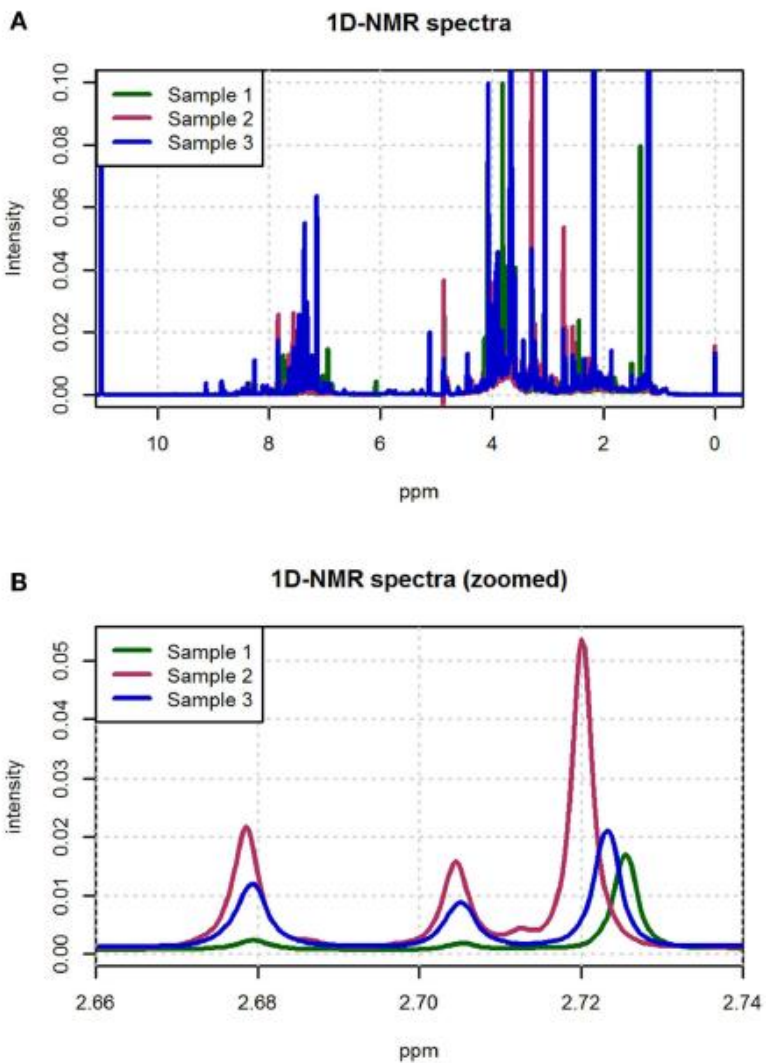 A
1D-NMR spectra
Sample 1
Sample 2
Sample 3
Intensity
0.10
0.08
0.06
0.04
0.02
0.00
10 8 6 4 2 0
ppm
B
1D-NMR spectra (zoomed)
Sample 1
Sample 2
Sample 3
intensity
0.05
0.04
0.03
0.02
0.01
0.00
2.66 2.68 2.70 2.72 2.74
ppm